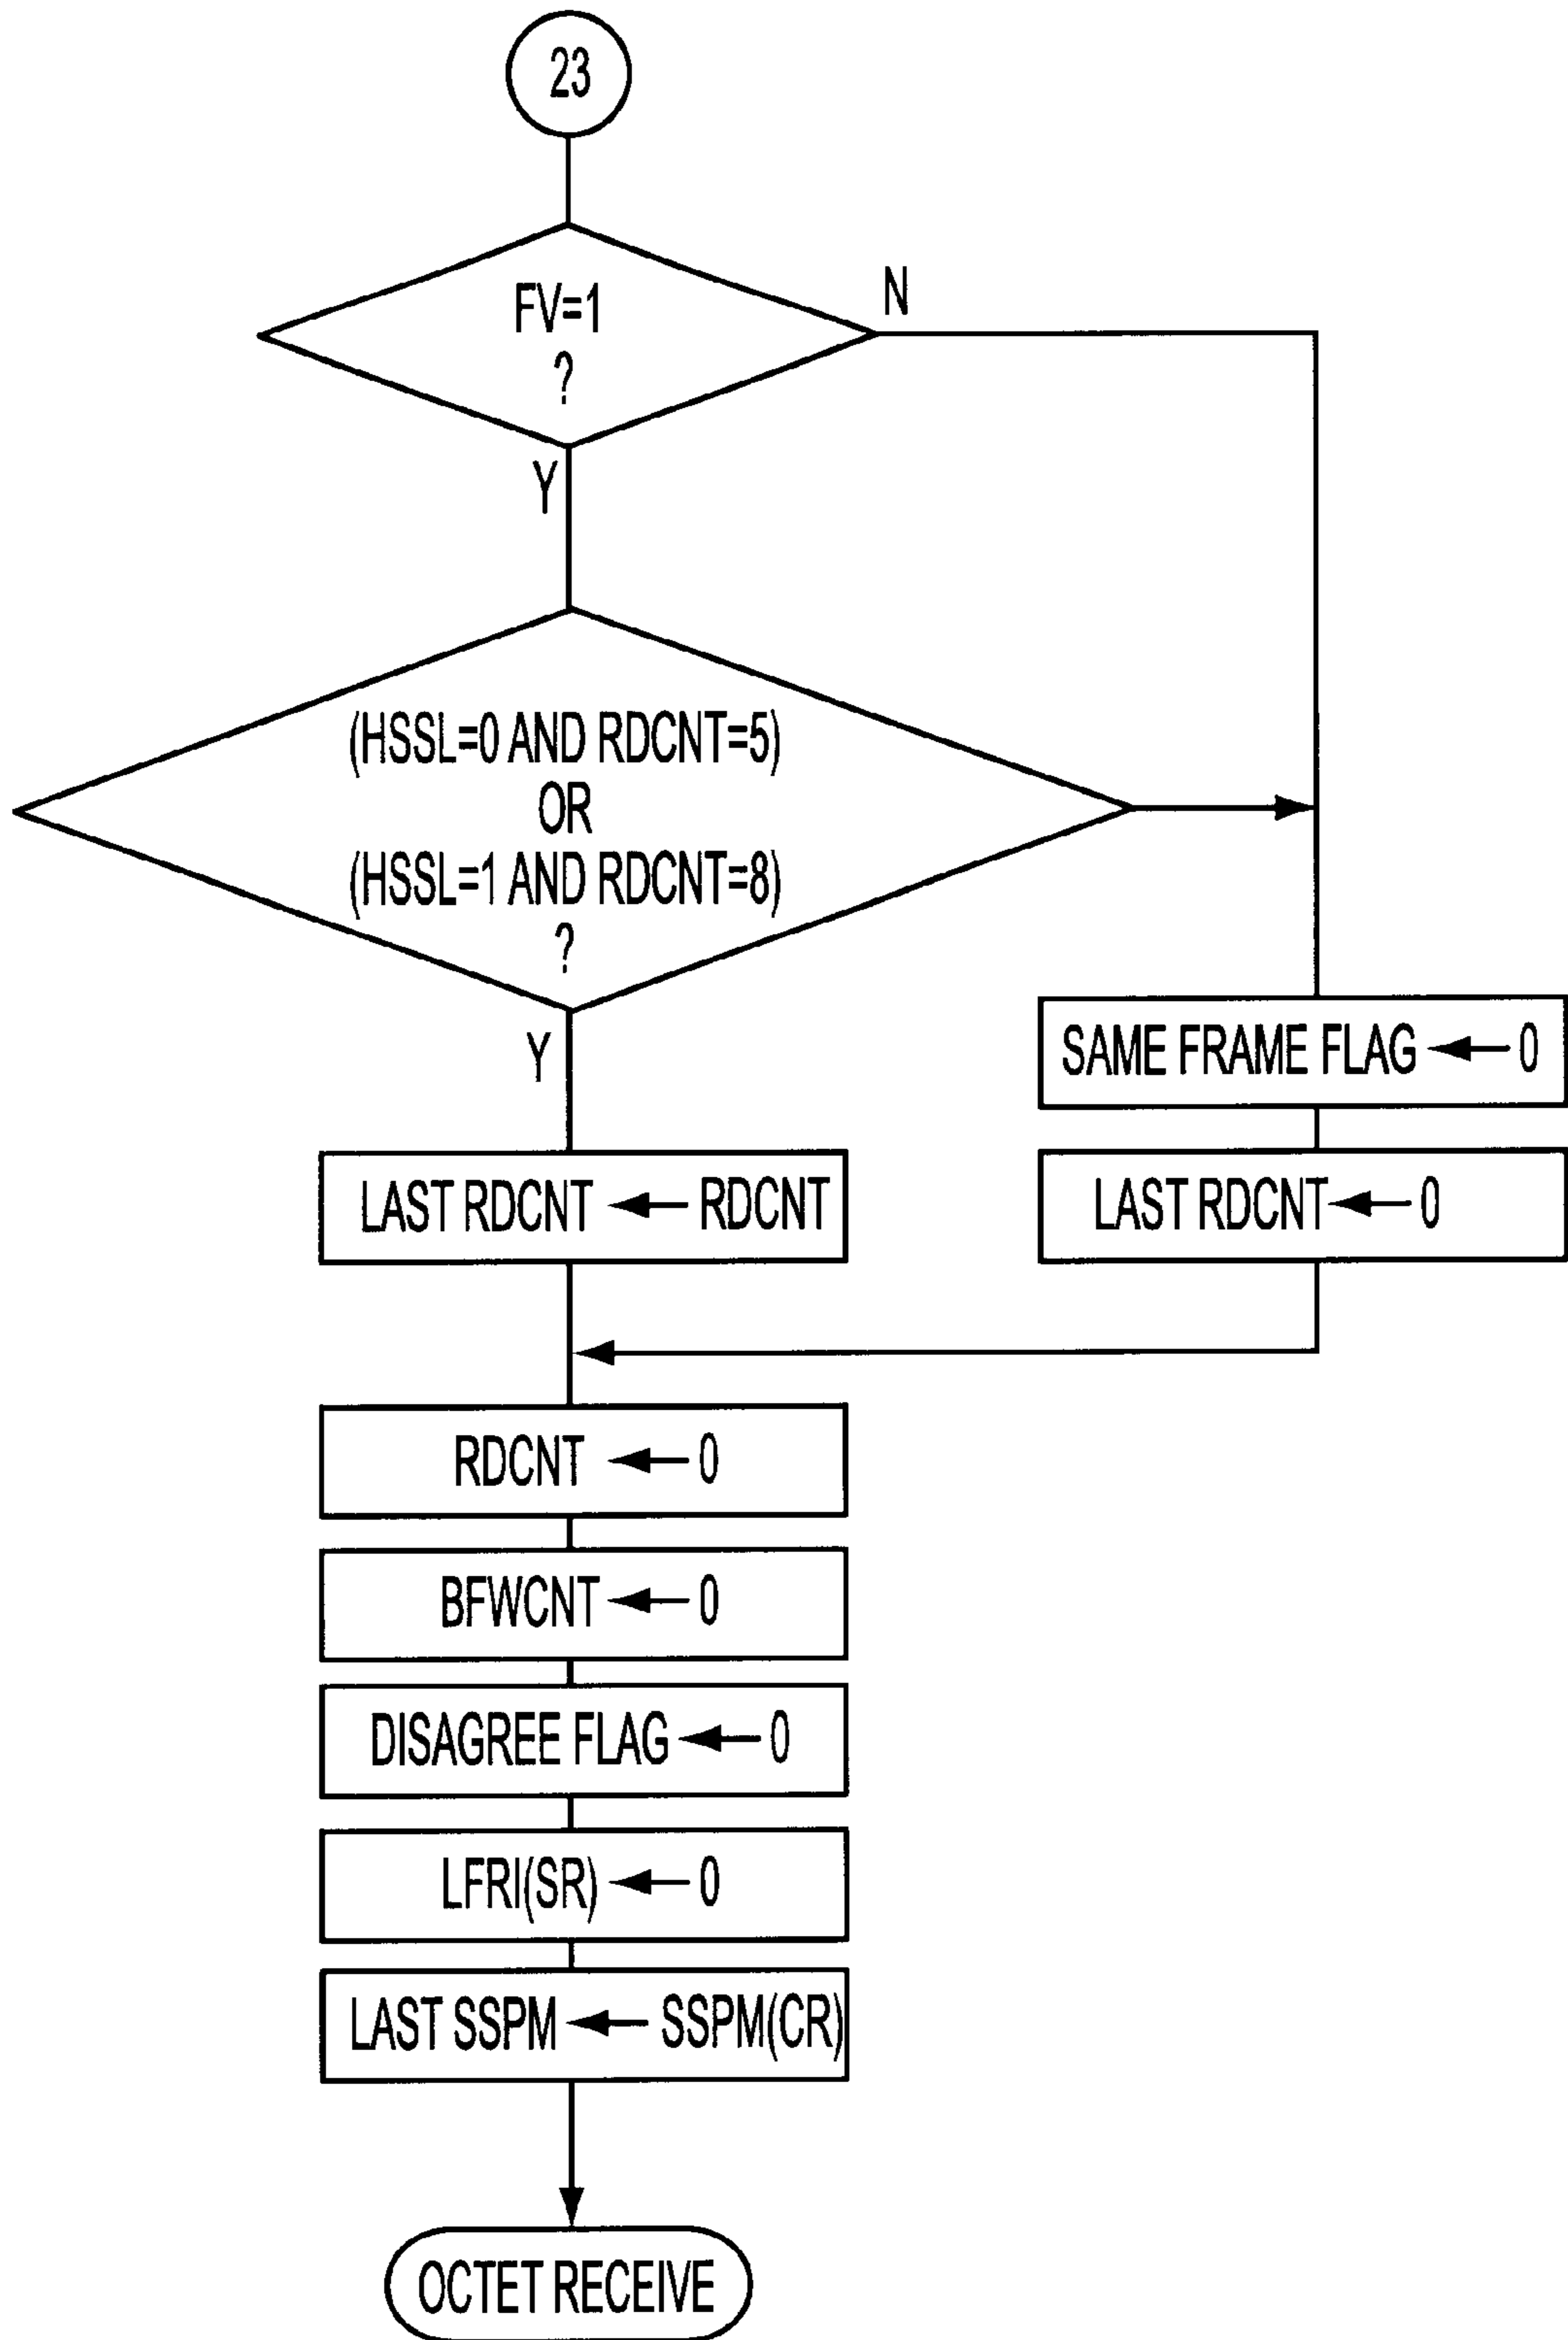 23
FV=1
?
N
Y
(HSSL=0 AND RDCNT=5)
OR
(HSSL=1 AND RDCNT=8)
?
Y
SAME FRAME FLAG ← 0
LAST RDCNT ← RDCNT
LAST RDCNT ← 0
RDCNT ← 0
BFWCNT ← 0
DISAGREE FLAG ← 0
LFRI(SR) ← 0
LAST SSPM ← SSPM(CR)
OCTET RECEIVE